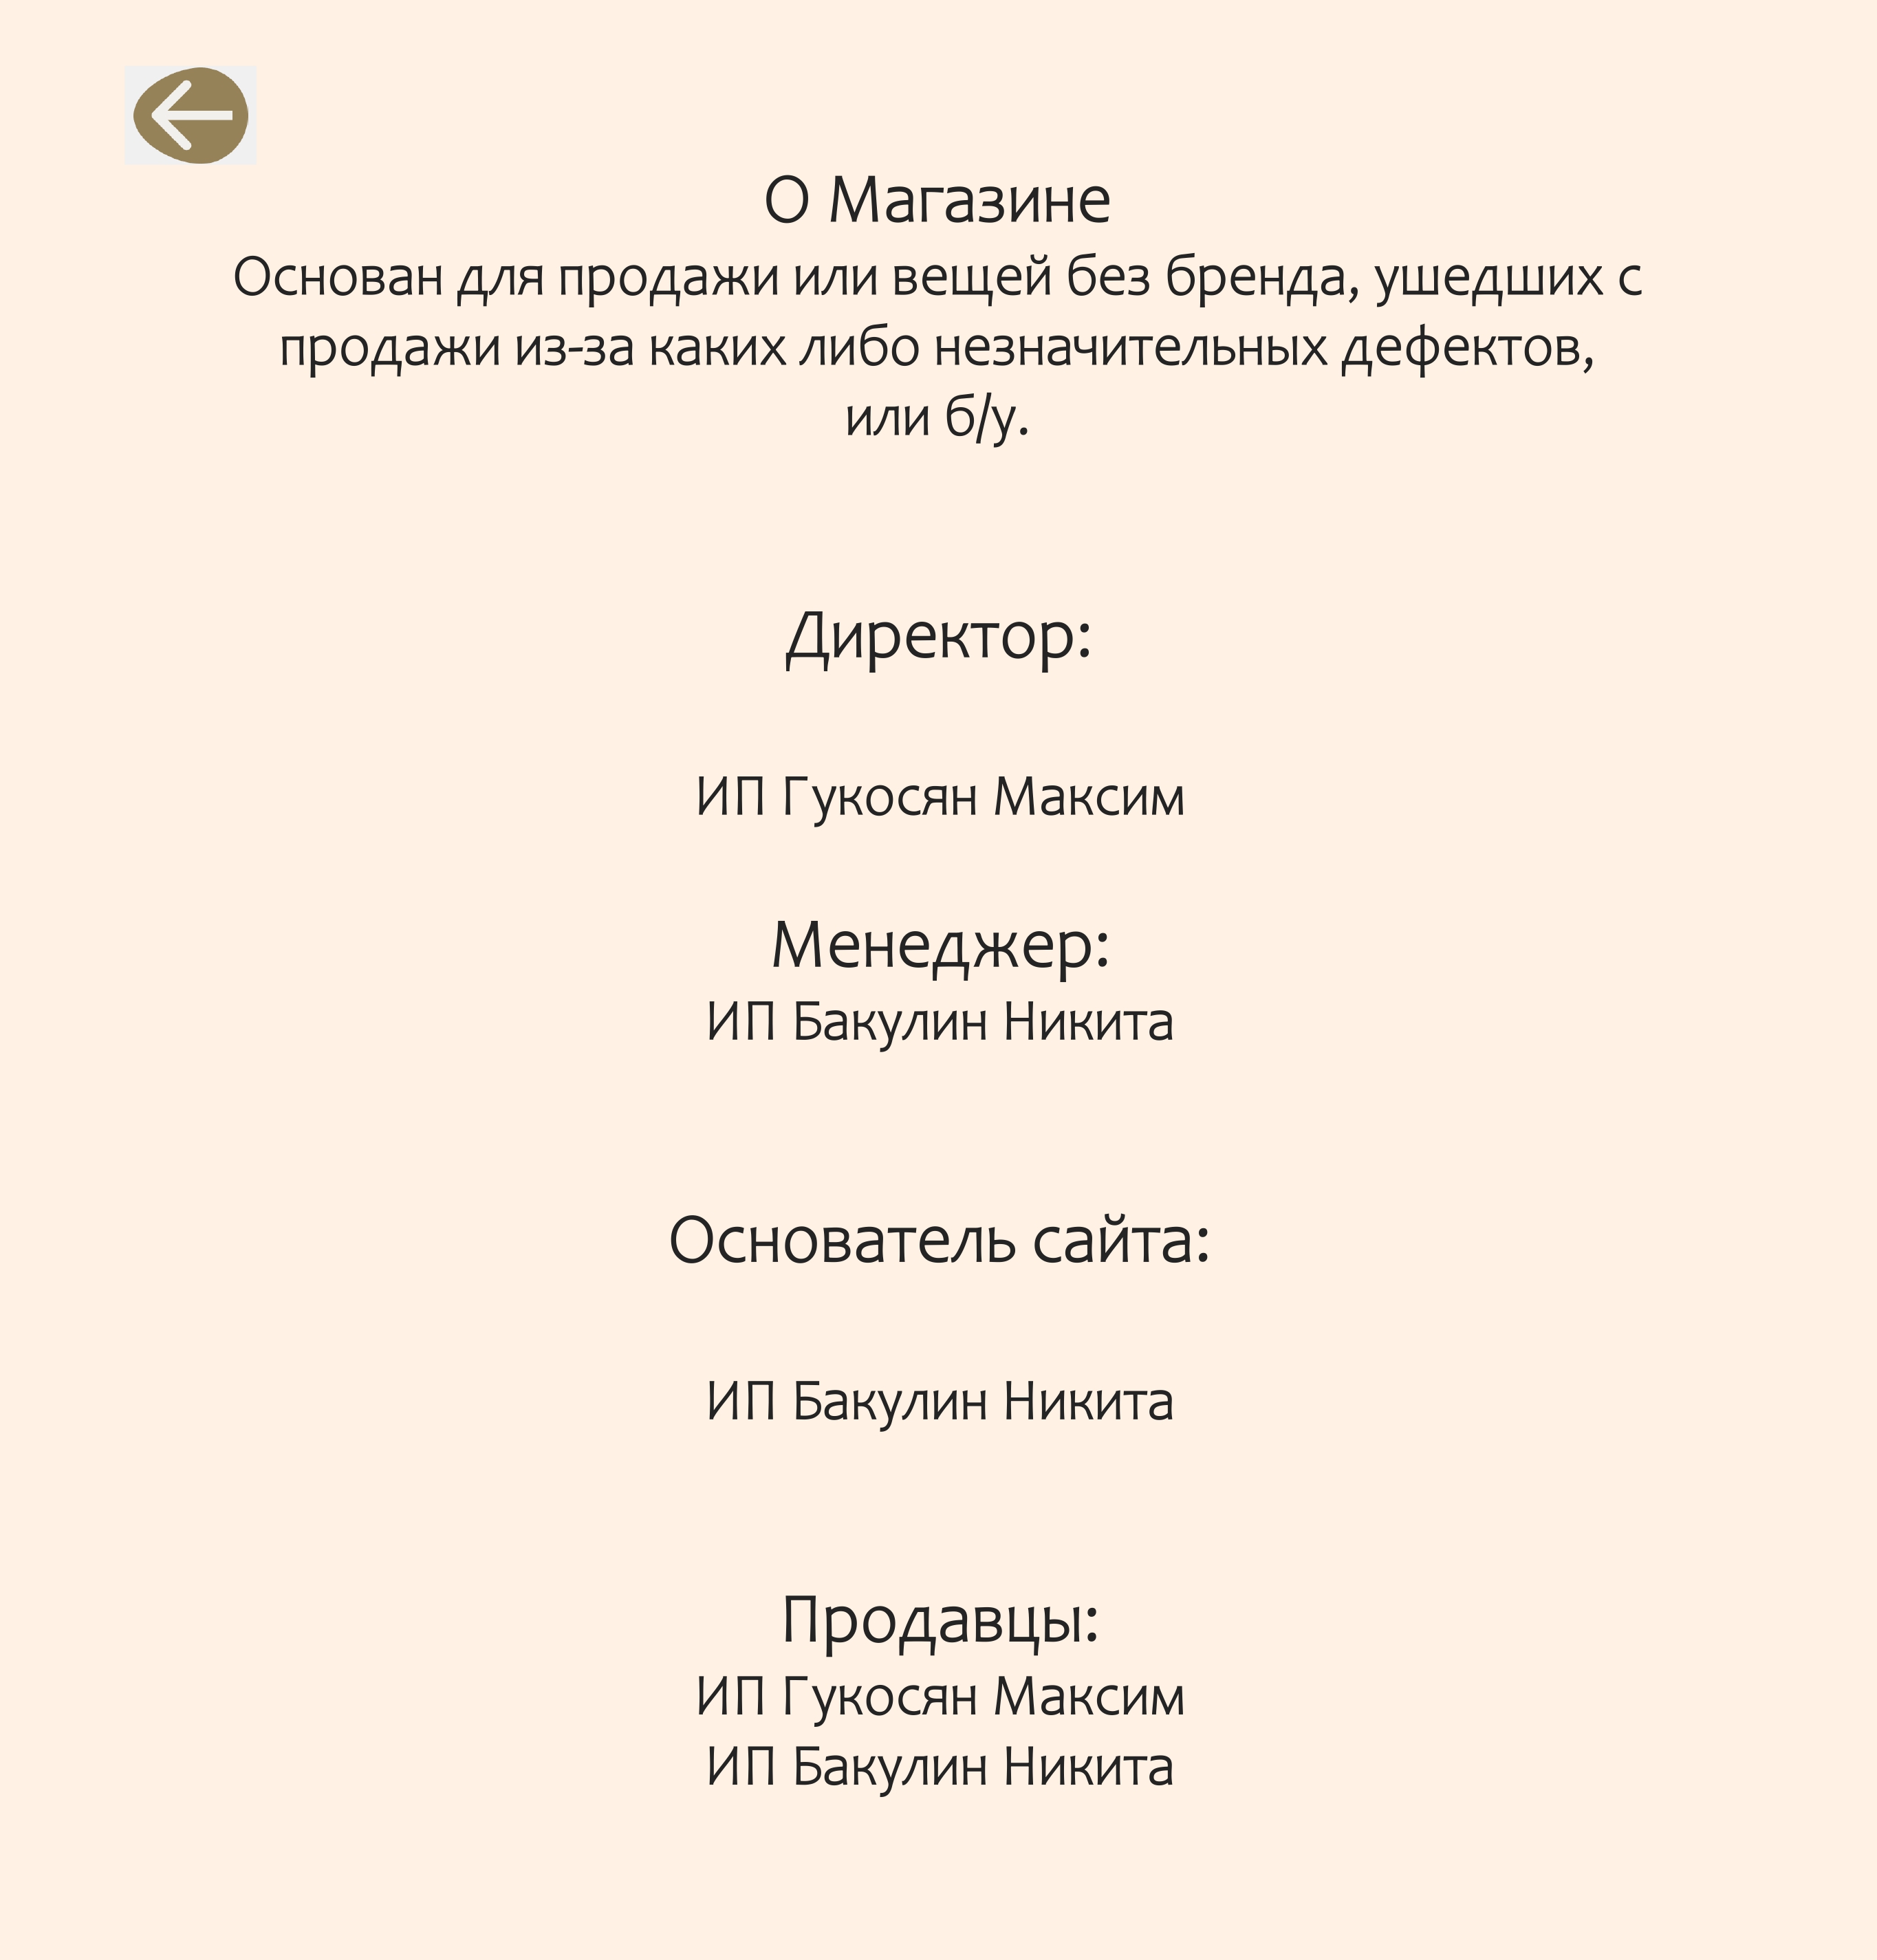 О Магазине
Основан для продажи или вещей без бренда, ушедших с
продажи из-за каких либо незначительных дефектов,
или б/у.
Директор:
ИП Гукосян Максим
Менеджер:
ИП Бакулин Никита
Основатель сайта:
ИП Бакулин Никита
Продавцы:
ИП Гукосян Максим
ИП Бакулин Никита